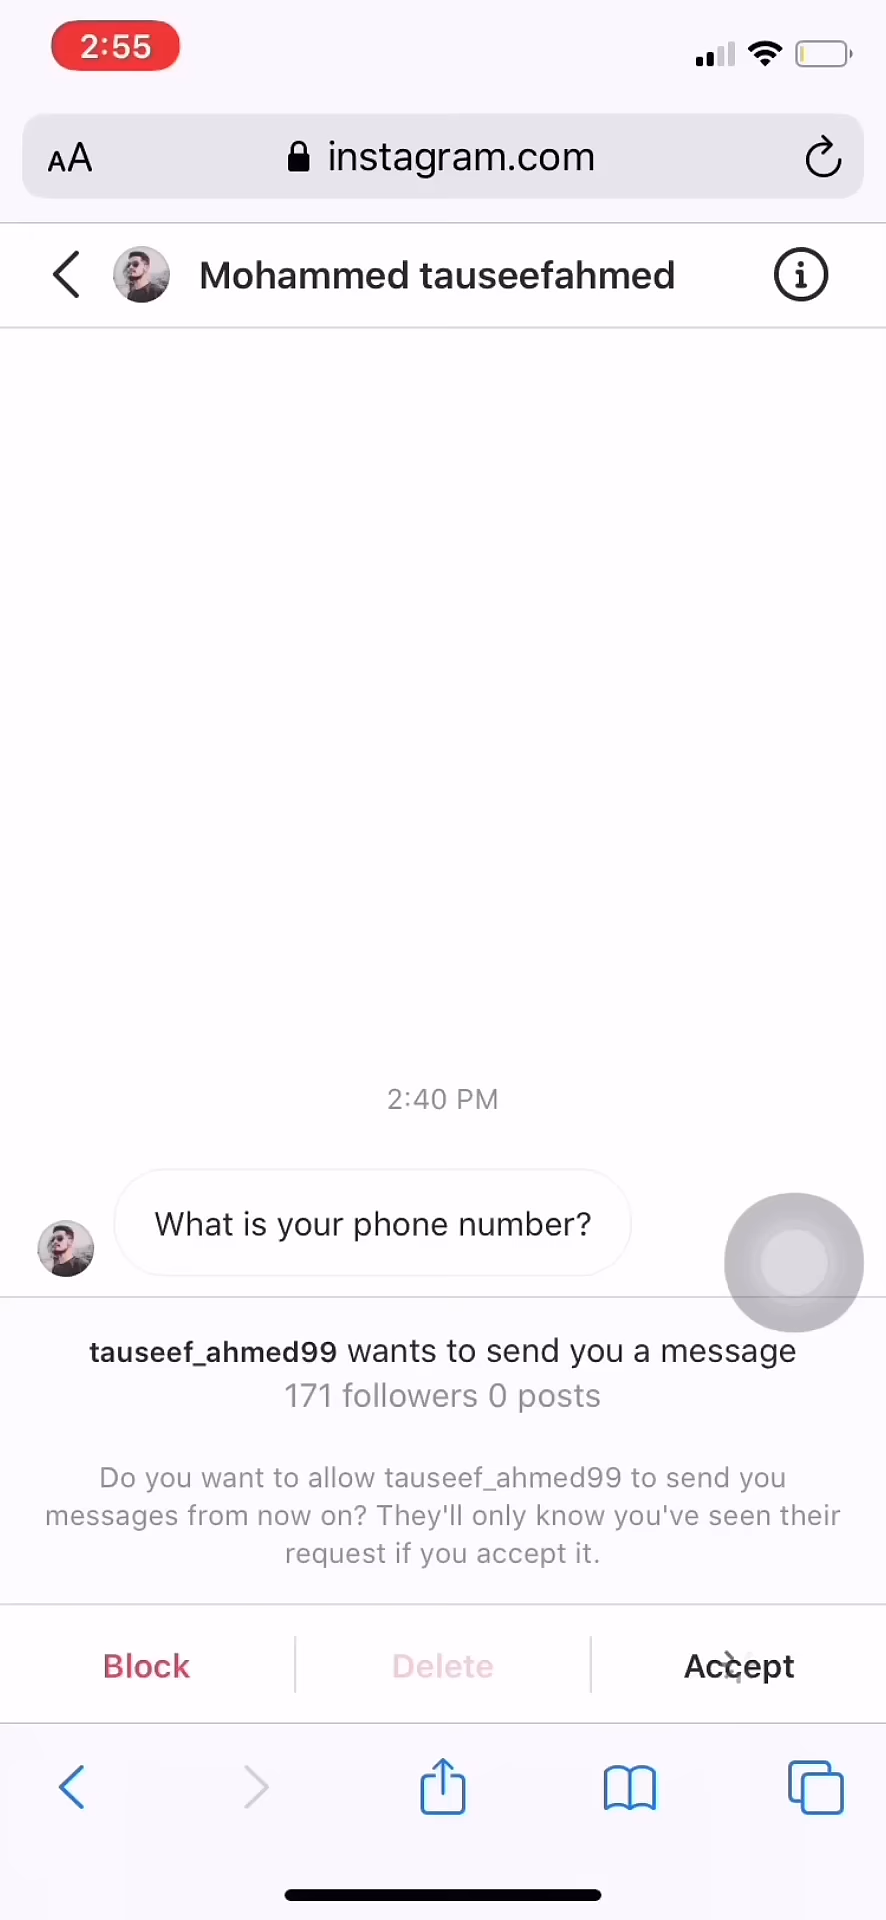 2:55
AA instagram.com
Mohammed tauseefahmed
2:40 PM
What is your phone number?
tauseef_ahmed99 wants to send you a message
171 followers 0 posts
Do you want to allow tauseef_ahmed99 to send you
messages from now on? They'll only know you've seen their
request if you accept it.
Block Delete Accept